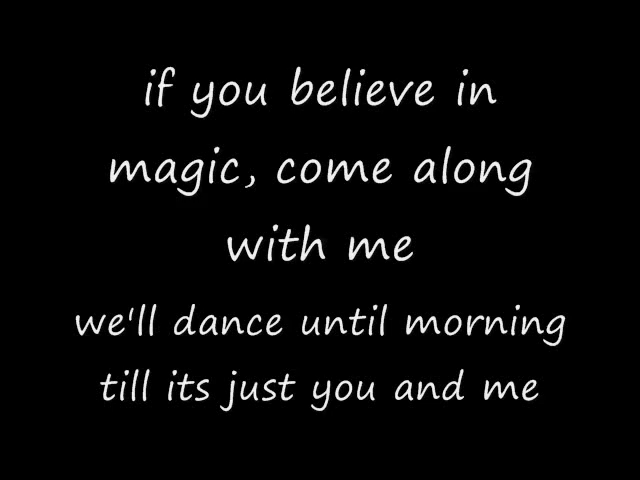 if you believe in
magic, come along
with me
we'll dance until morning
till its just you and me